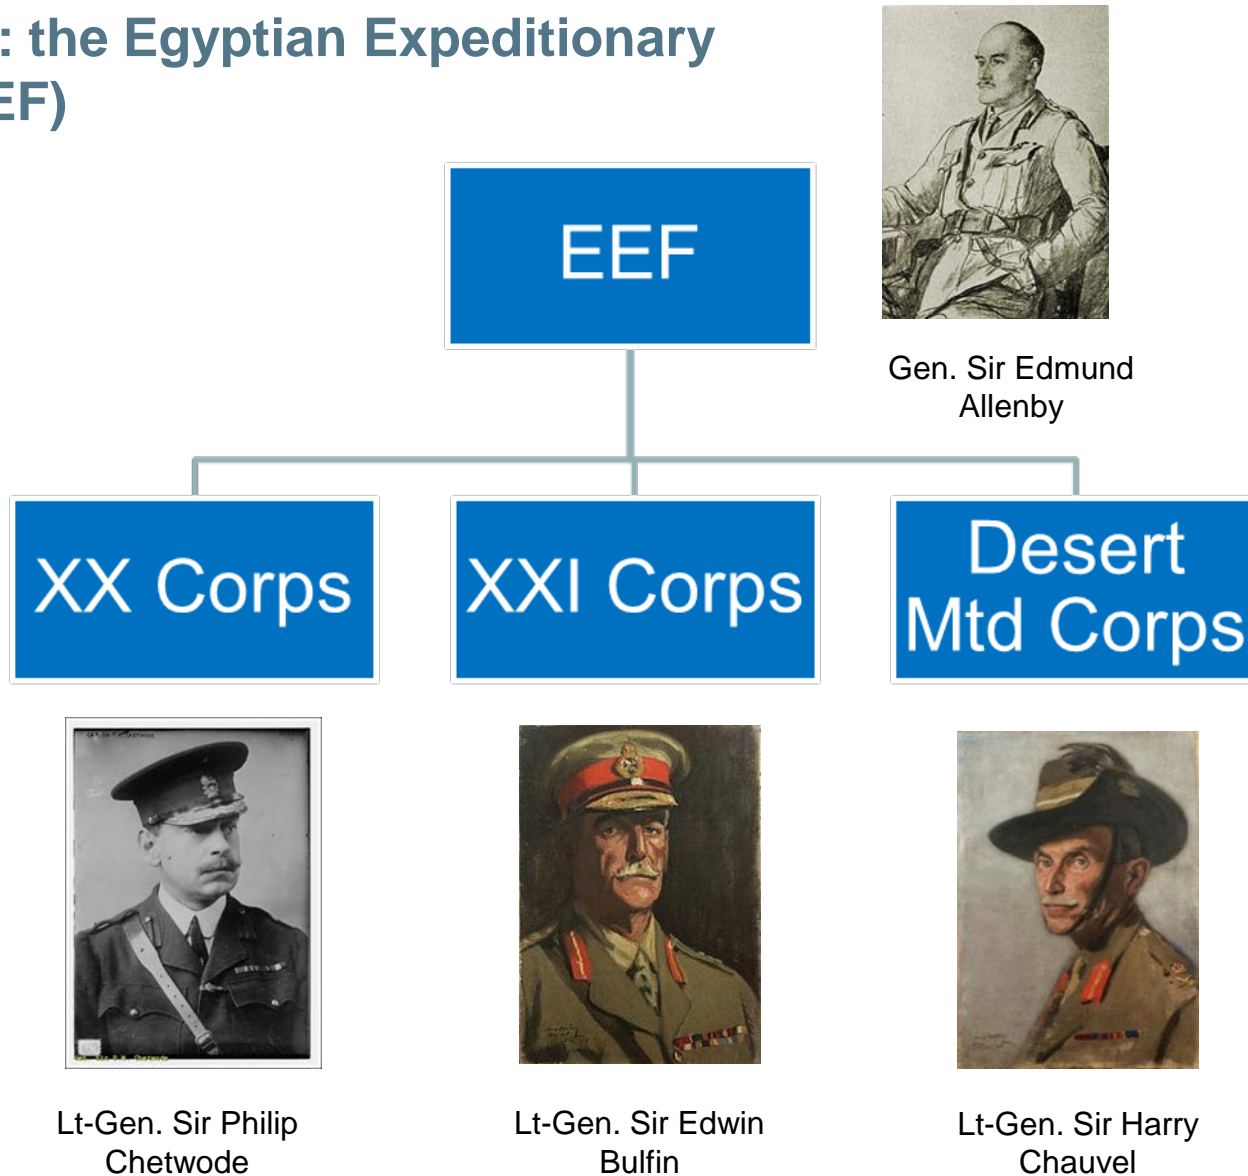 : the Egyptian Expeditionary
EF)
EEF
Gen. Sir Edmund
Allenby
XX Corps
XXI Corps
Desert
Mtd Corps
Lt-Gen. Sir Philip
Chetwode
Lt-Gen. Sir Edwin
Bulfin
Lt-Gen. Sir Harry
Chauvel